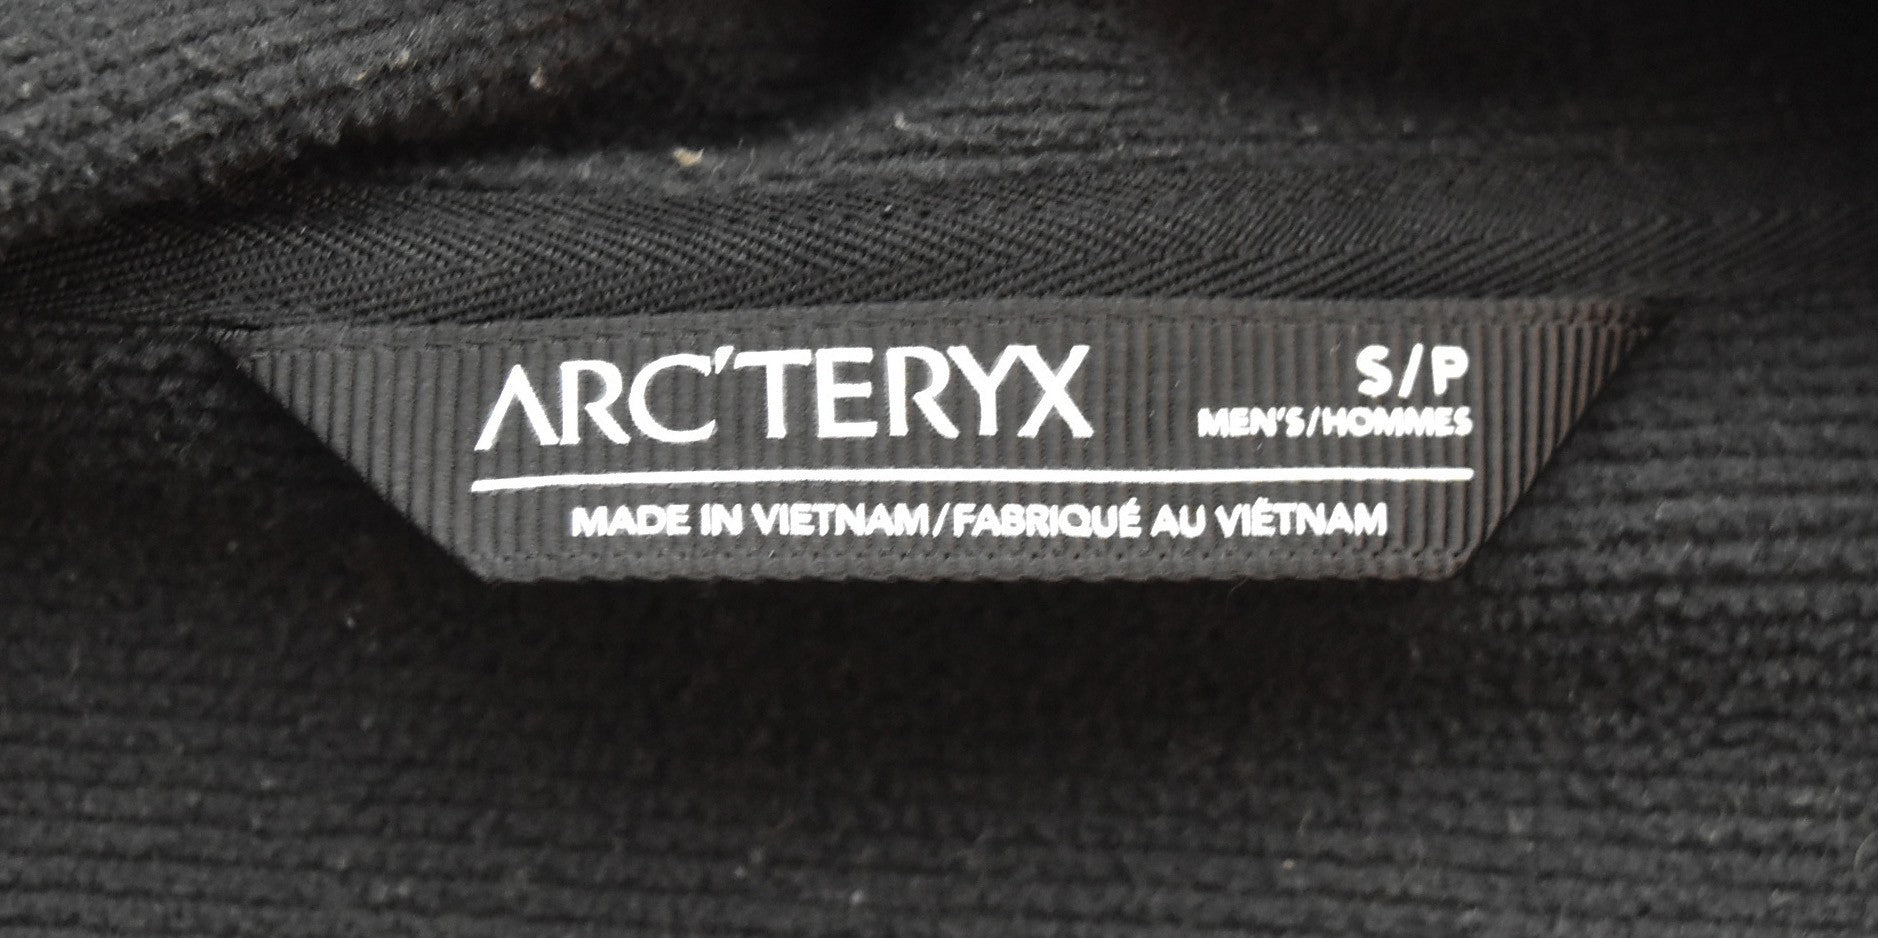 ARC'TERYX
S/P
MEN'S/HOMMES
MADE IN VIETNAM/FABRIQUÉ AU VIÊTNAM